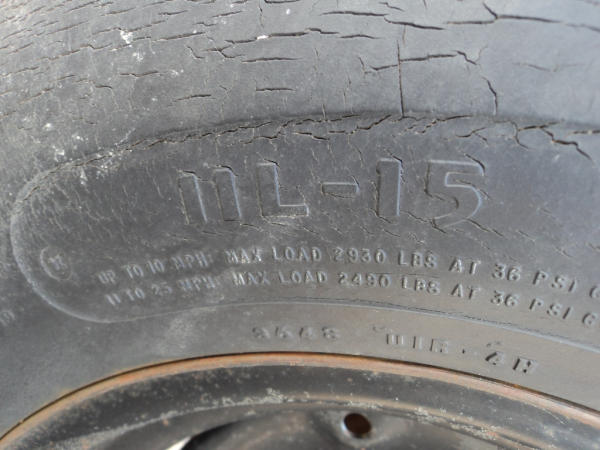 11L-15
UP TO 10 MPH: MAX LOAD 2930 LBS AT 36 PSI
11 TO 25 MPH: MAX LOAD 2490 LBS AT 36 PSI